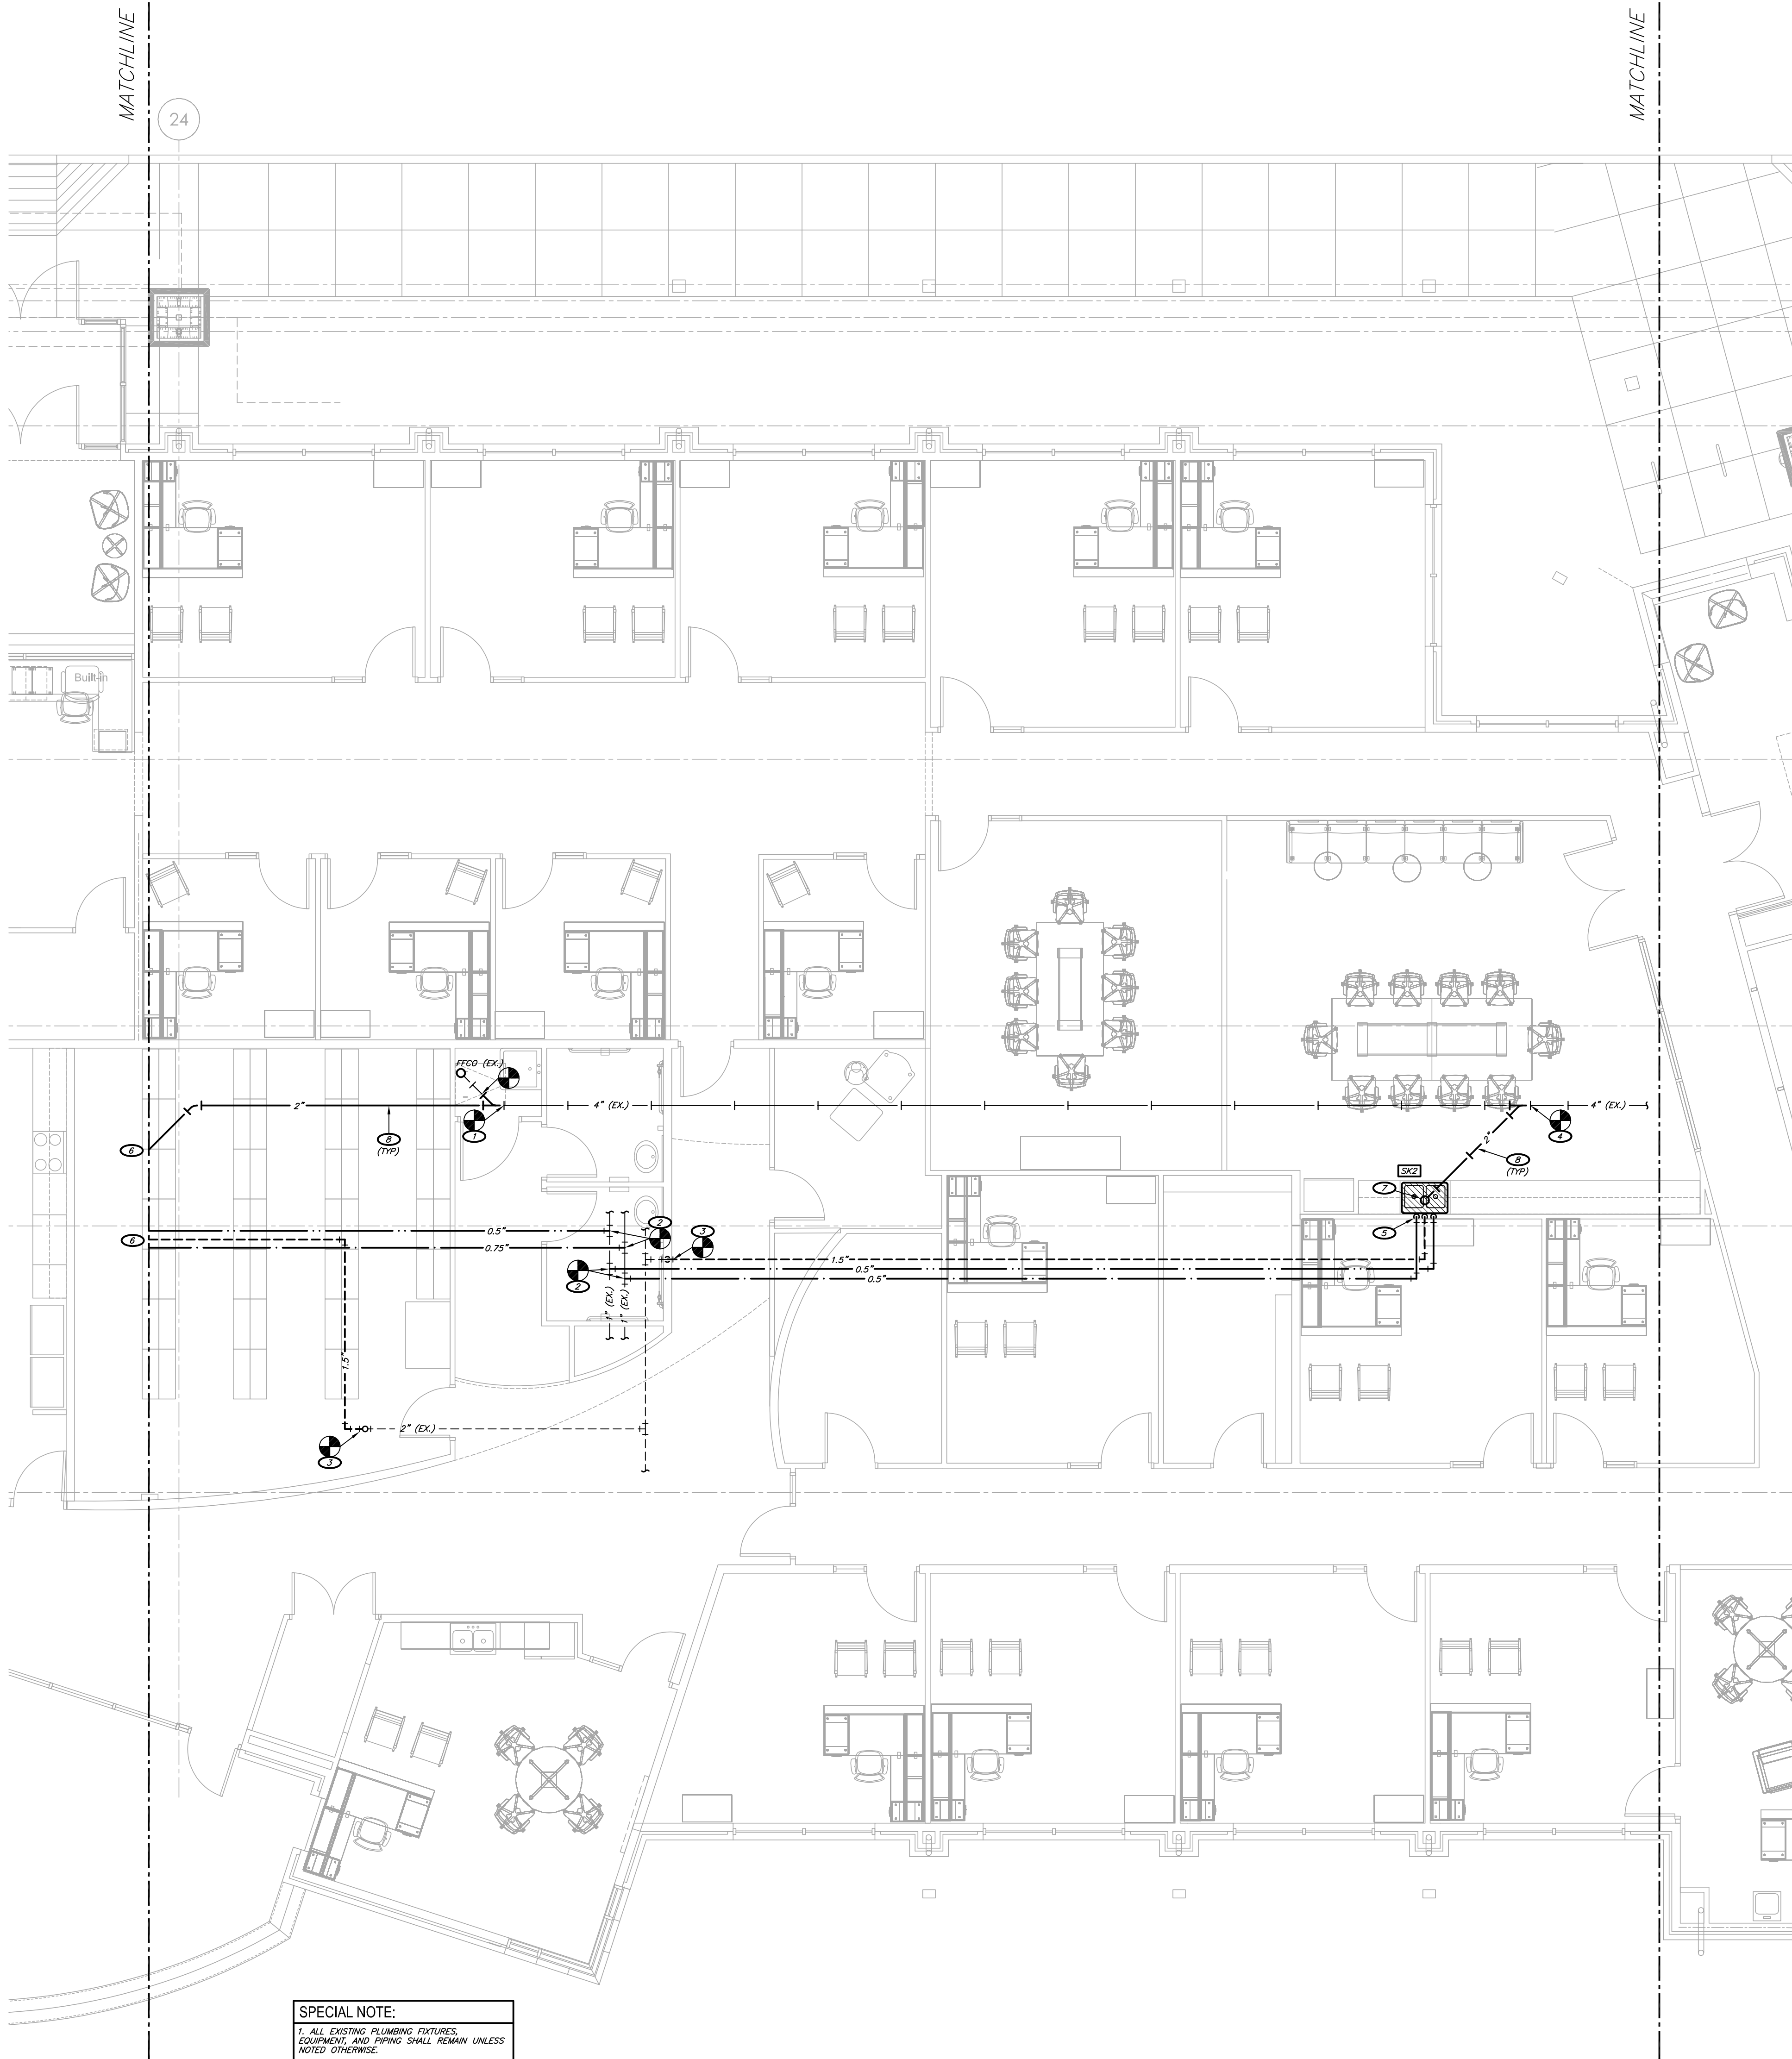 MATCHLINE
MATCHLINE
24
Built-in
FFCO (EX.)
2"
4" (EX.)
4" (EX.)
1
8
(TYP)
6
4
2"
8
(TYP)
SK2
7
5
0.5"
2
3
6
0.75"
1.5"
0.5"
0.5"
2
1" (EX.)
1" (EX.)
1.5"
2" (EX.)
3
SPECIAL NOTE:
1. ALL EXISTING PLUMBING FIXTURES,
EQUIPMENT, AND PIPING SHALL REMAIN UNLESS
NOTED OTHERWISE.